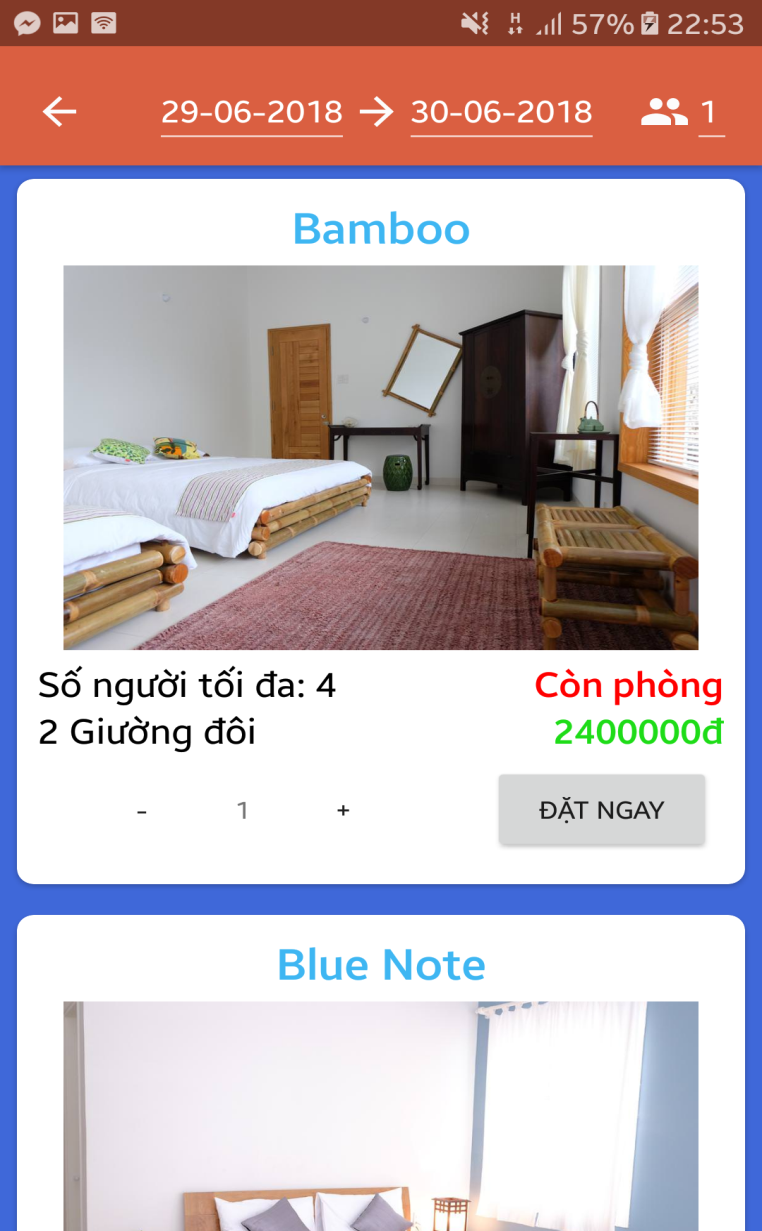 H 57% 22:53
29-06-2018 30-06-2018 1
Bamboo
Số người tối đa: 4 Còn phòng
2 Giường đôi 2400000đ
- 1 + ĐẶT NGAY
Blue Note